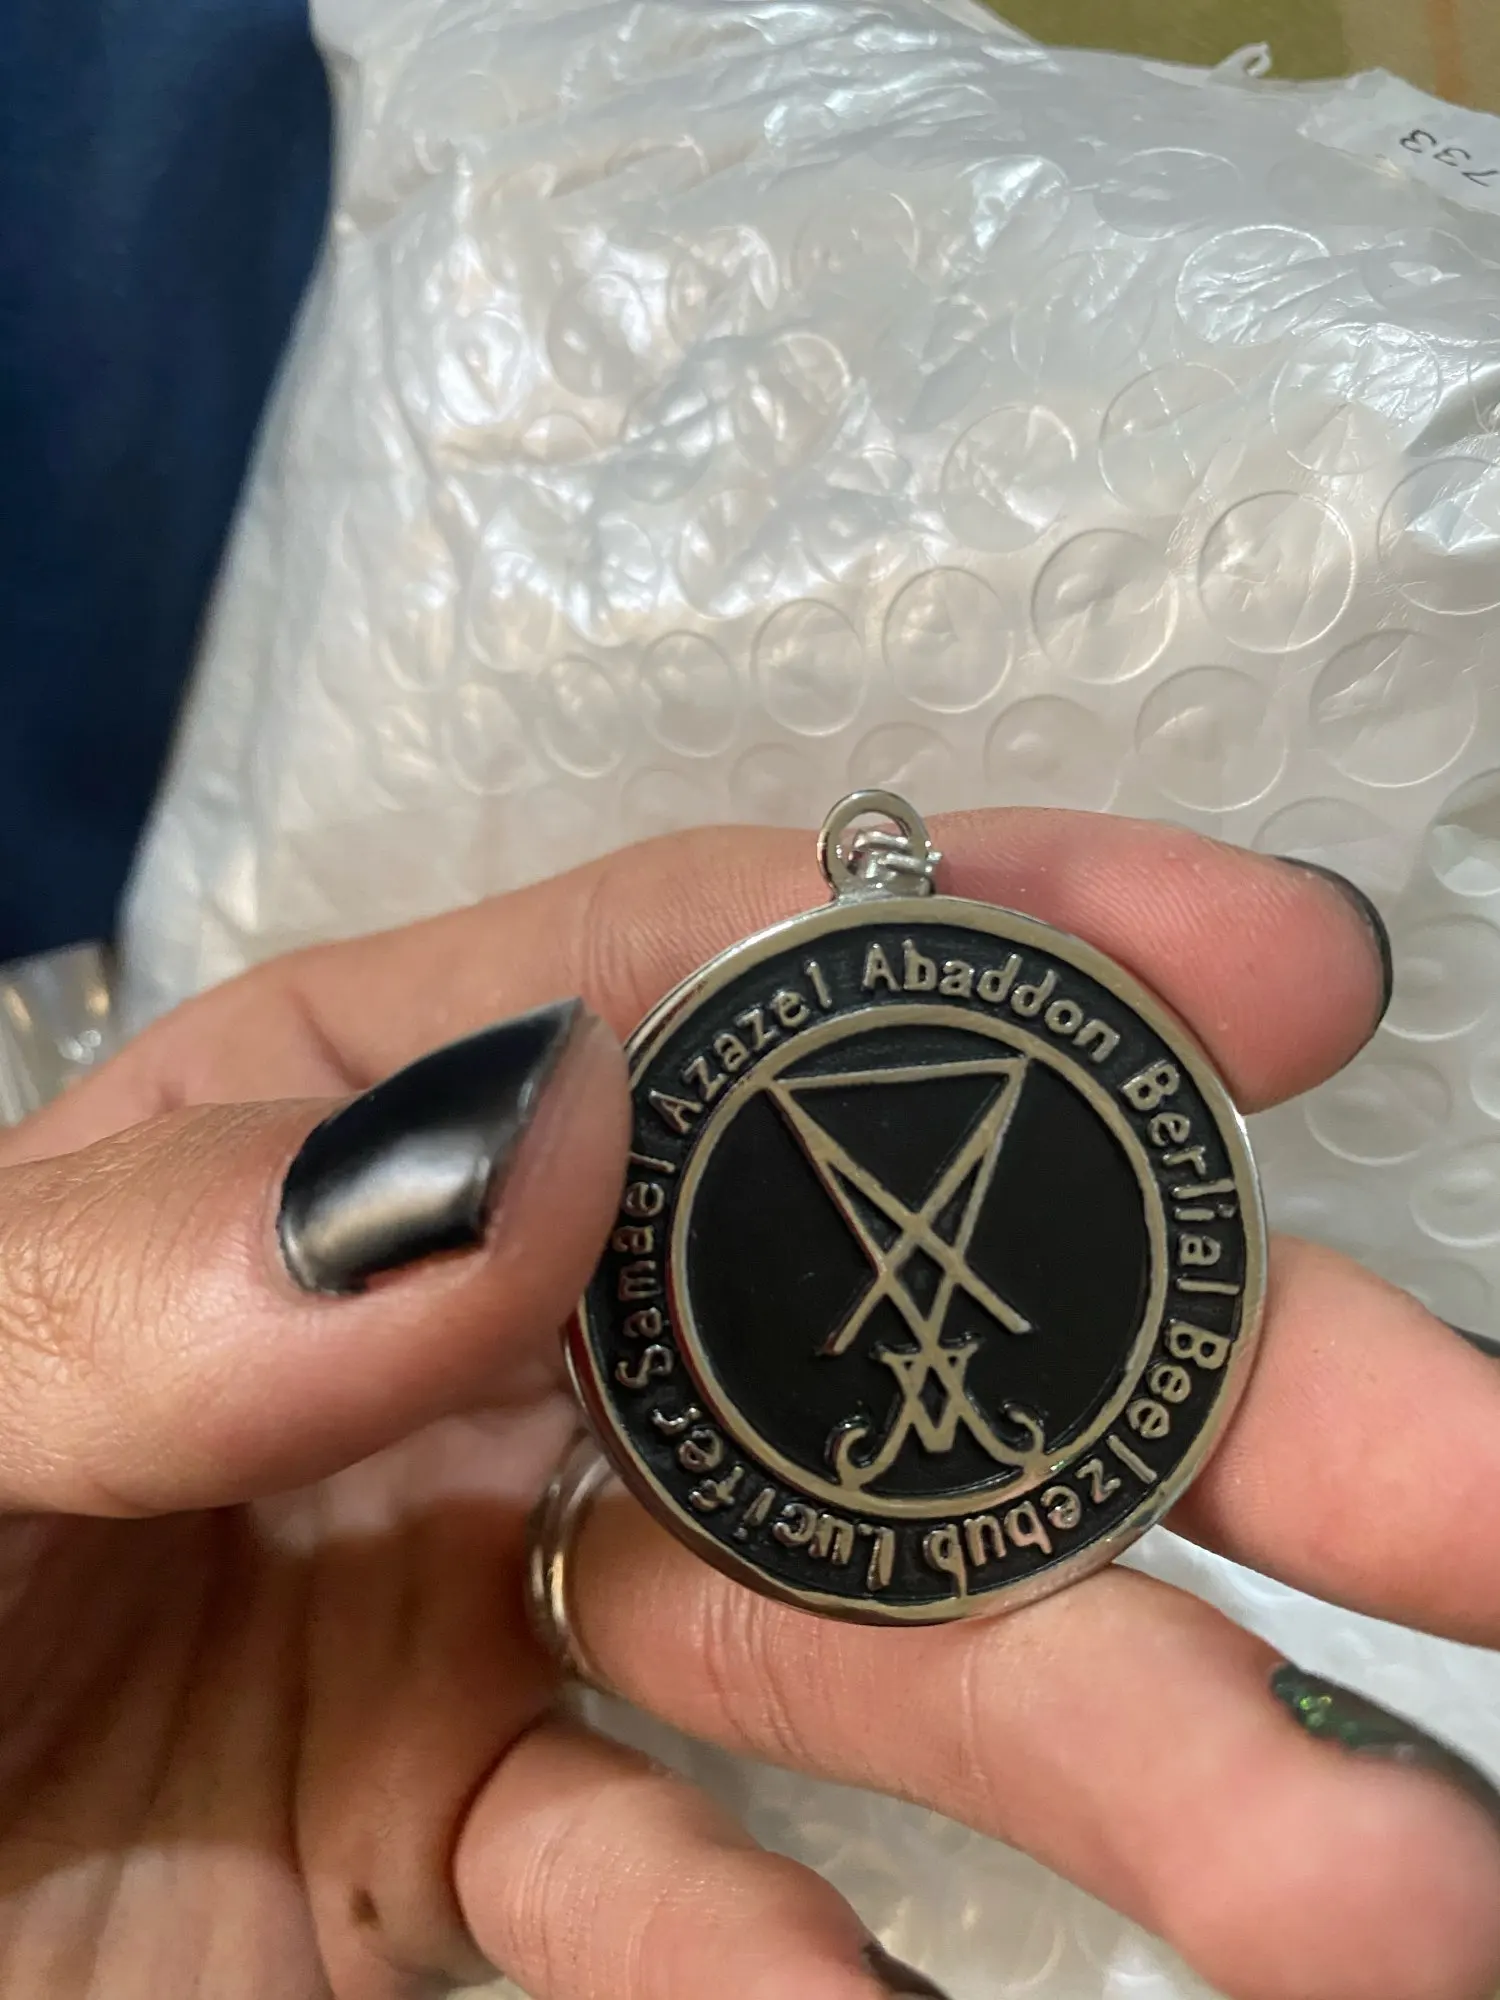 733
Samael Azazel Abaddon Berlial Beelzebub Lucifer